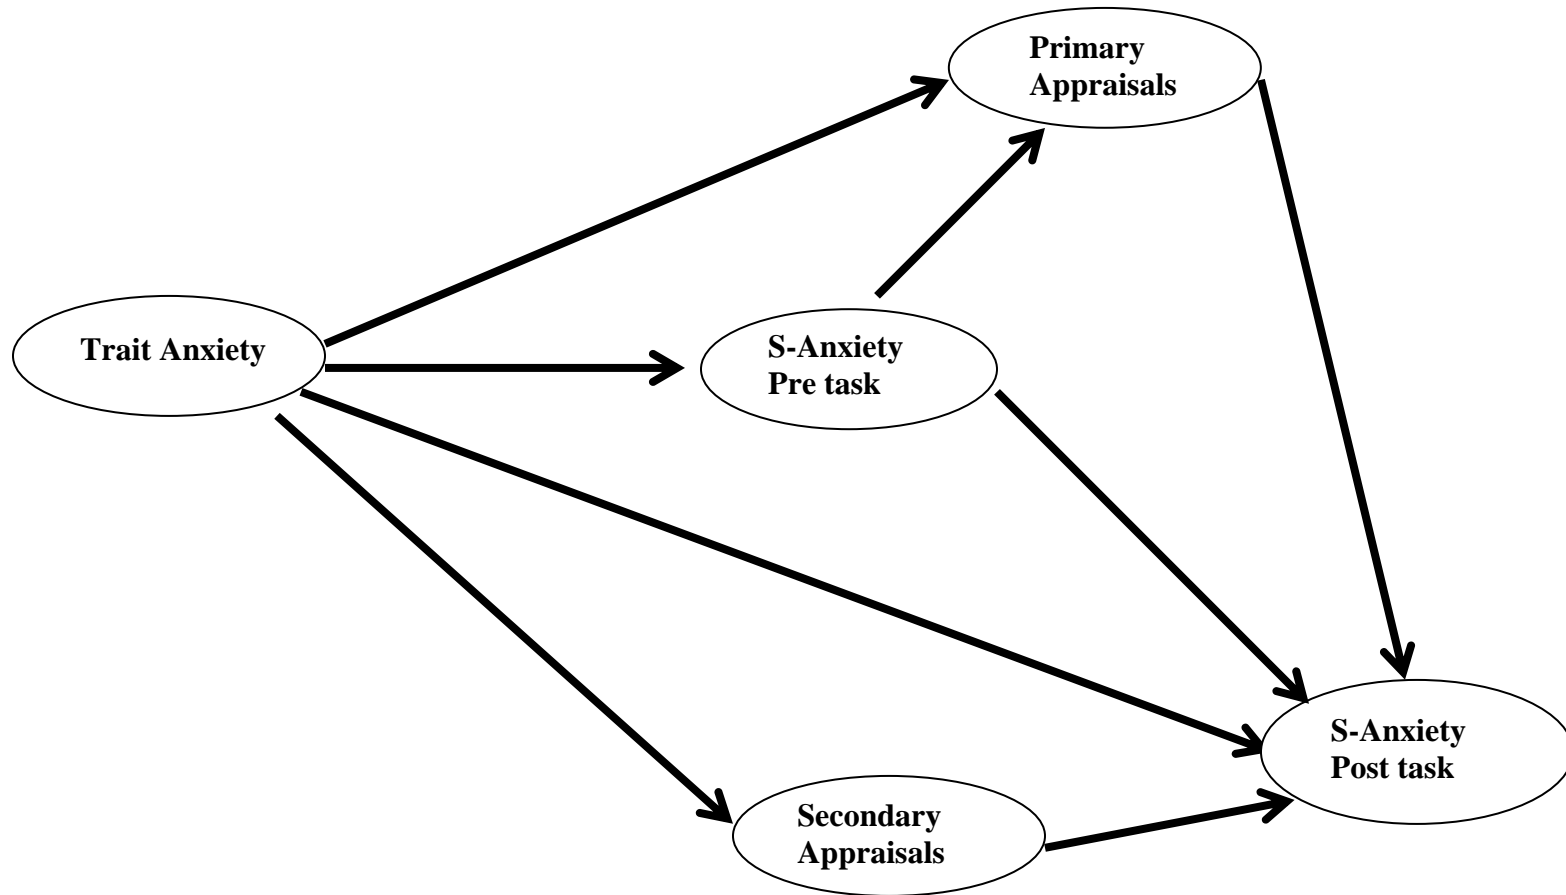 Primary
Appraisals
Trait Anxiety
S-Anxiety
Pre task
S-Anxiety
Post task
Secondary
Appraisals